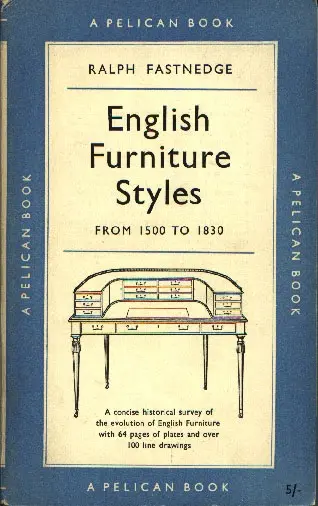 A PELICAN BOOK
RALPH FASTNEDGE
English
Furniture
Styles
FROM 1500 TO 1830
A PELICAN BOOK
A PELICAN BOOK
A concise historical survey of
the evolution of English Furniture
with 64 pages of plates and over
100 line drawings
A PELICAN BOOK
5/-